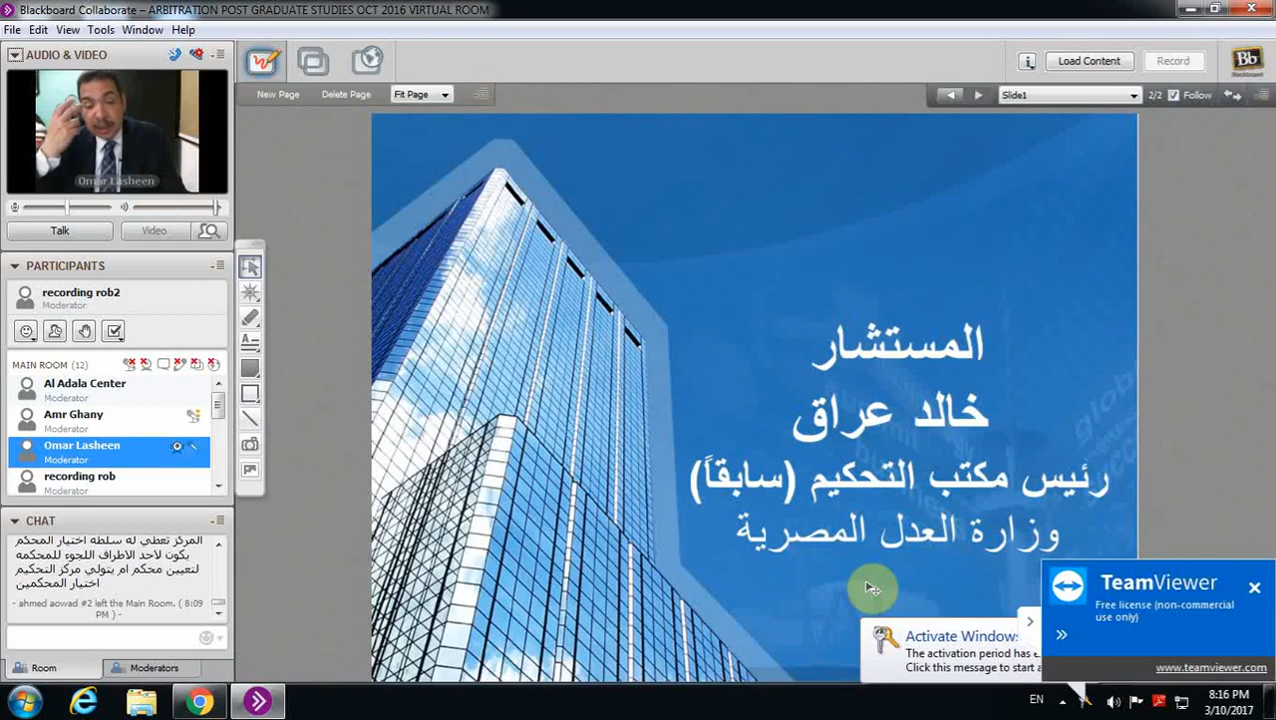 Blackboard Collaborate – ARBITRATION POST GRADUATE STUDIES OCT 2016 VIRTUAL ROOM
File Edit View Tools Window Help
AUDIO & VIDEO
Omar Lasheen
Talk
Video
PARTICIPANTS
recording rob2
Moderator
MAIN ROOM (12)
Al Adala Center
Moderator
Amr Ghany
Moderator
Omar Lasheen
Moderator
recording rob
Moderator
CHAT
المركز تعطي له سلطة اختيار المحكم
يكون لاحد الاطراف اللجوء للمحكمه
لتعيين محكم ام يتولي مركز التحكيم
اختيار المحكمين
- ahmed aowad #2 left the Main Room. ( 8:09
PM ) -
Room
Moderators
Load Content
Record
Bb
Blackboard
New Page
Delete Page
Fit Page
Slide1
2/2
Follow
المستشار
خالد عراق
رئيس مكتب التحكيم (سابقاً)
وزارة العدل المصرية
TeamViewer
Free license (non-commercial
use only)
www.teamviewer.com
Activate Windows
The activation period has
Click this message to start a
EN
8:16 PM
3/10/2017